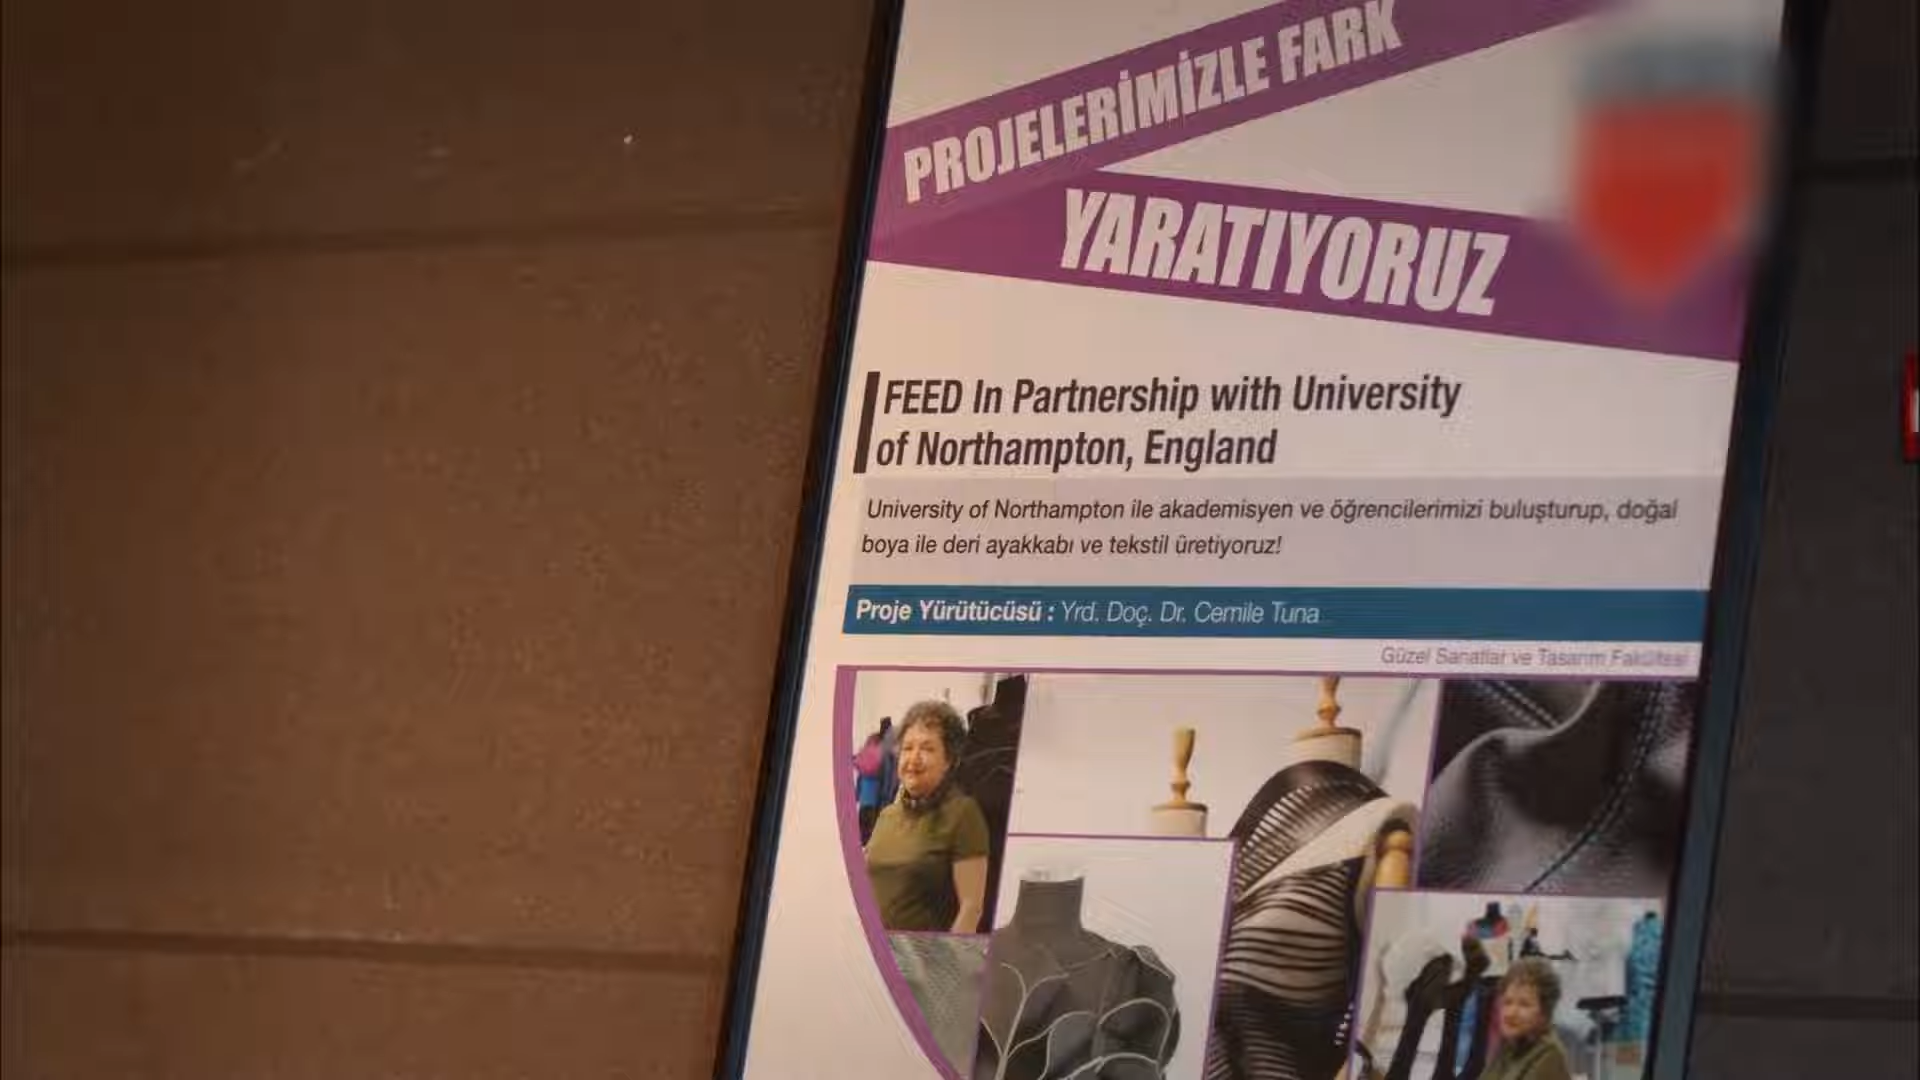 PROJELERİMİZLE FARK
YARATIYORUZ
FEED In Partnership with University
of Northampton, England
University of Northampton ile akademisyen ve öğrencilerimizi buluşturup, doğal
boya ile deri ayakkabı ve tekstil üretiyoruz!
Proje Yürütücüsü : Yrd. Doç. Dr. Cemile Tuna
Güzel Sanatlar ve Tasarım Fakültesi